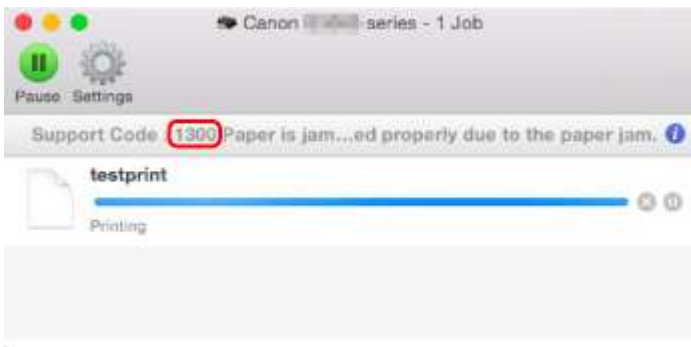 Canon series - 1 Job
Pause Settings
Support Code 1300 Paper is jam...ed properly due to the paper jam.
testprint
Printing